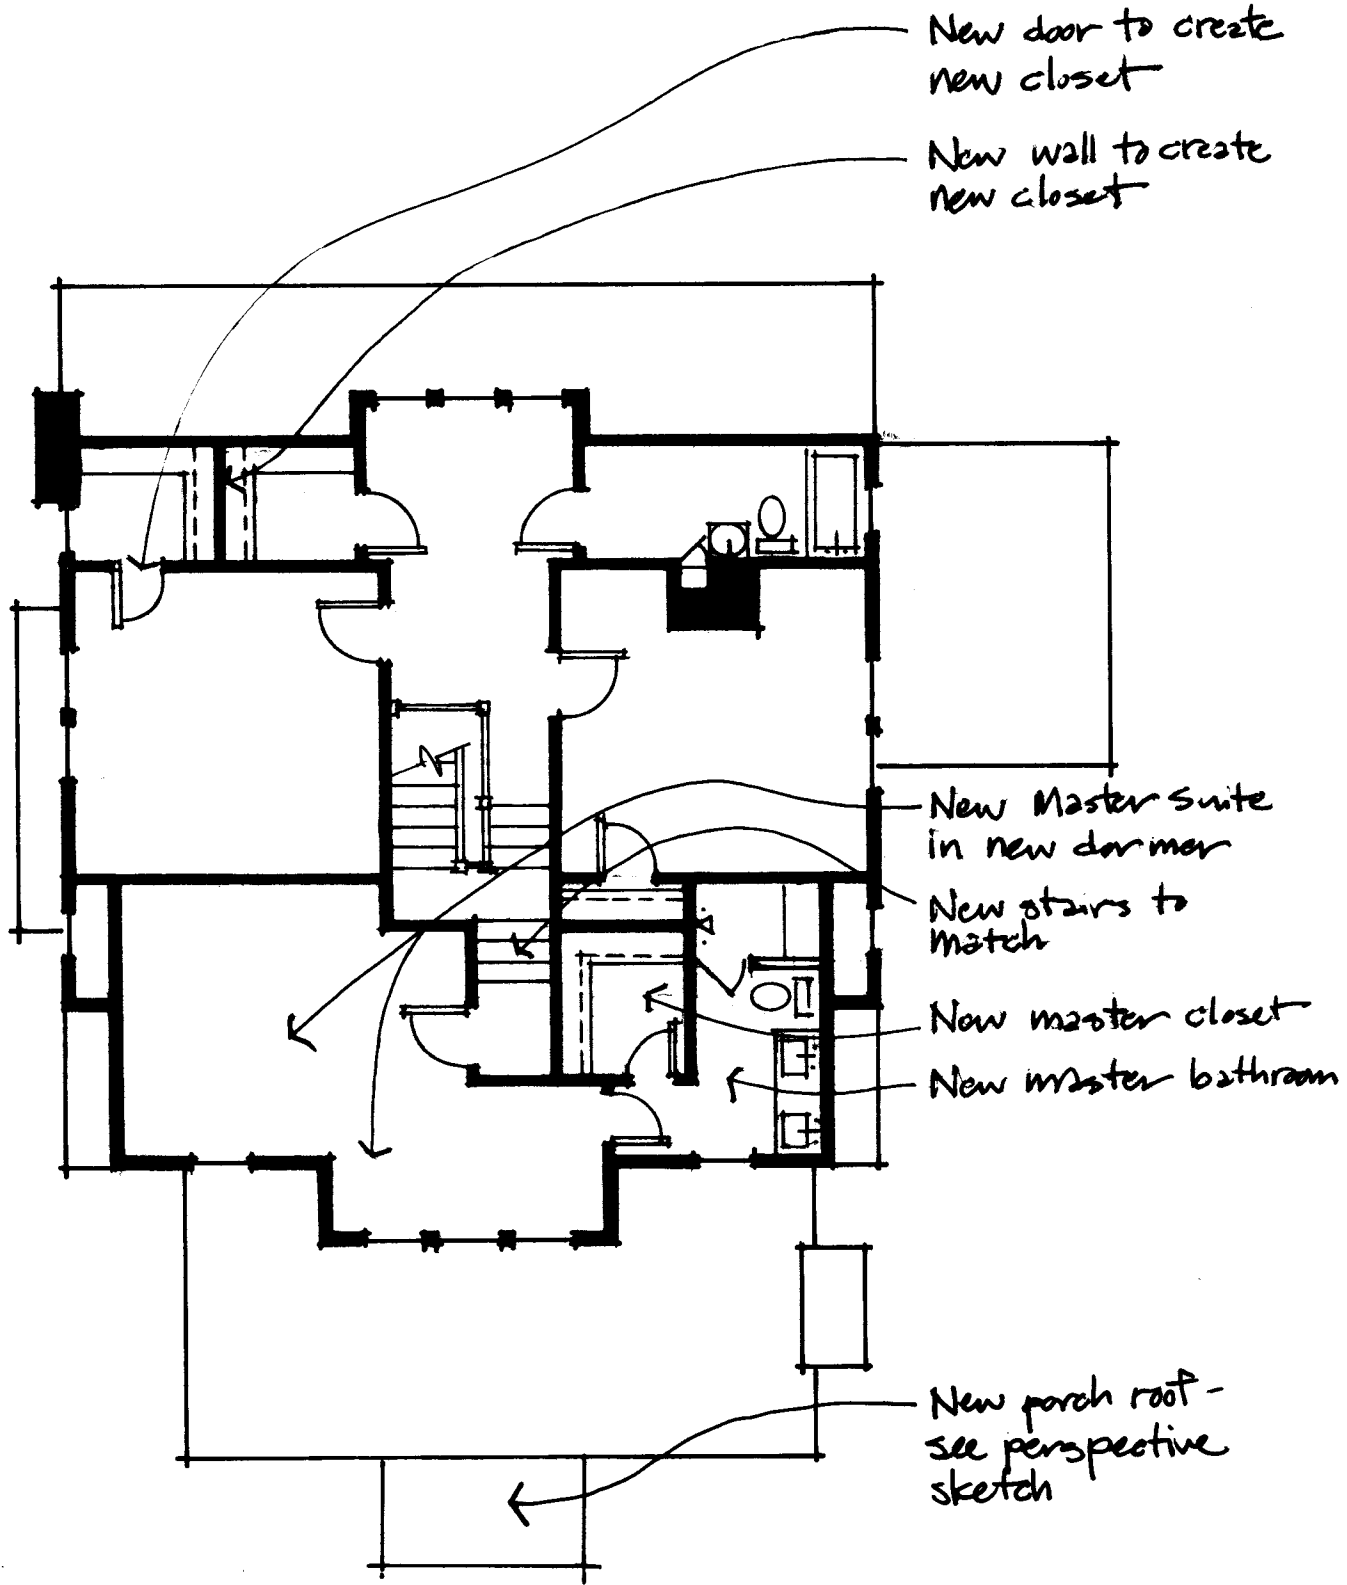 New door to create
new closet
New wall to create
new closet
New Master Suite
in new dormer
New stairs to
match
New master closet
New master bathroom
New porch roof -
see perspective
sketch